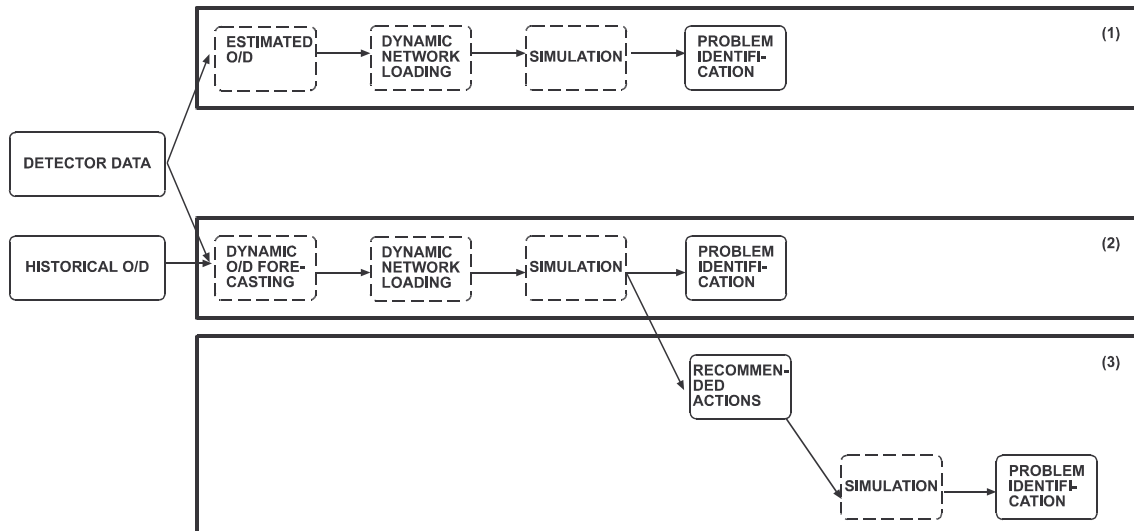 ESTIMATED
O/D
DYNAMIC
NETWORK
LOADING
SIMULATION
PROBLEM
IDENTIFI-
CATION
(1)
DETECTOR DATA
HISTORICAL O/D
DYNAMIC
O/D FORE-
CASTING
DYNAMIC
NETWORK
LOADING
SIMULATION
PROBLEM
IDENTIFI-
CATION
(2)
(3)
RECOMMEN-
DED
ACTIONS
SIMULATION
PROBLEM
IDENTIFI-
CATION